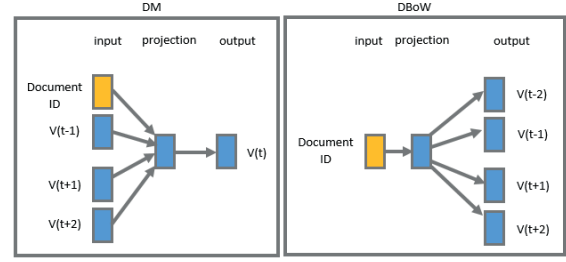 DM
input projection output
Document
ID
V(t-1)
V(t)
V(t+1)
V(t+2)
DBoW
input projection output
V(t-2)
V(t-1)
Document
ID
V(t+1)
V(t+2)